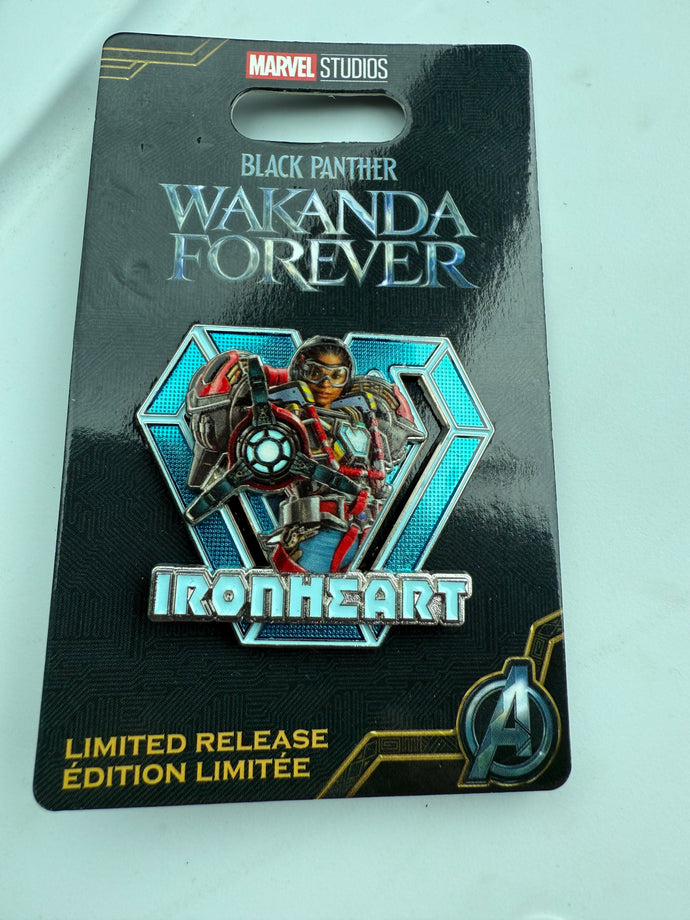 MARVEL STUDIOS
BLACK PANTHER
WAKANDA
FOREVER
IRONHEART
LIMITED RELEASE
ÉDITION LIMITÉE